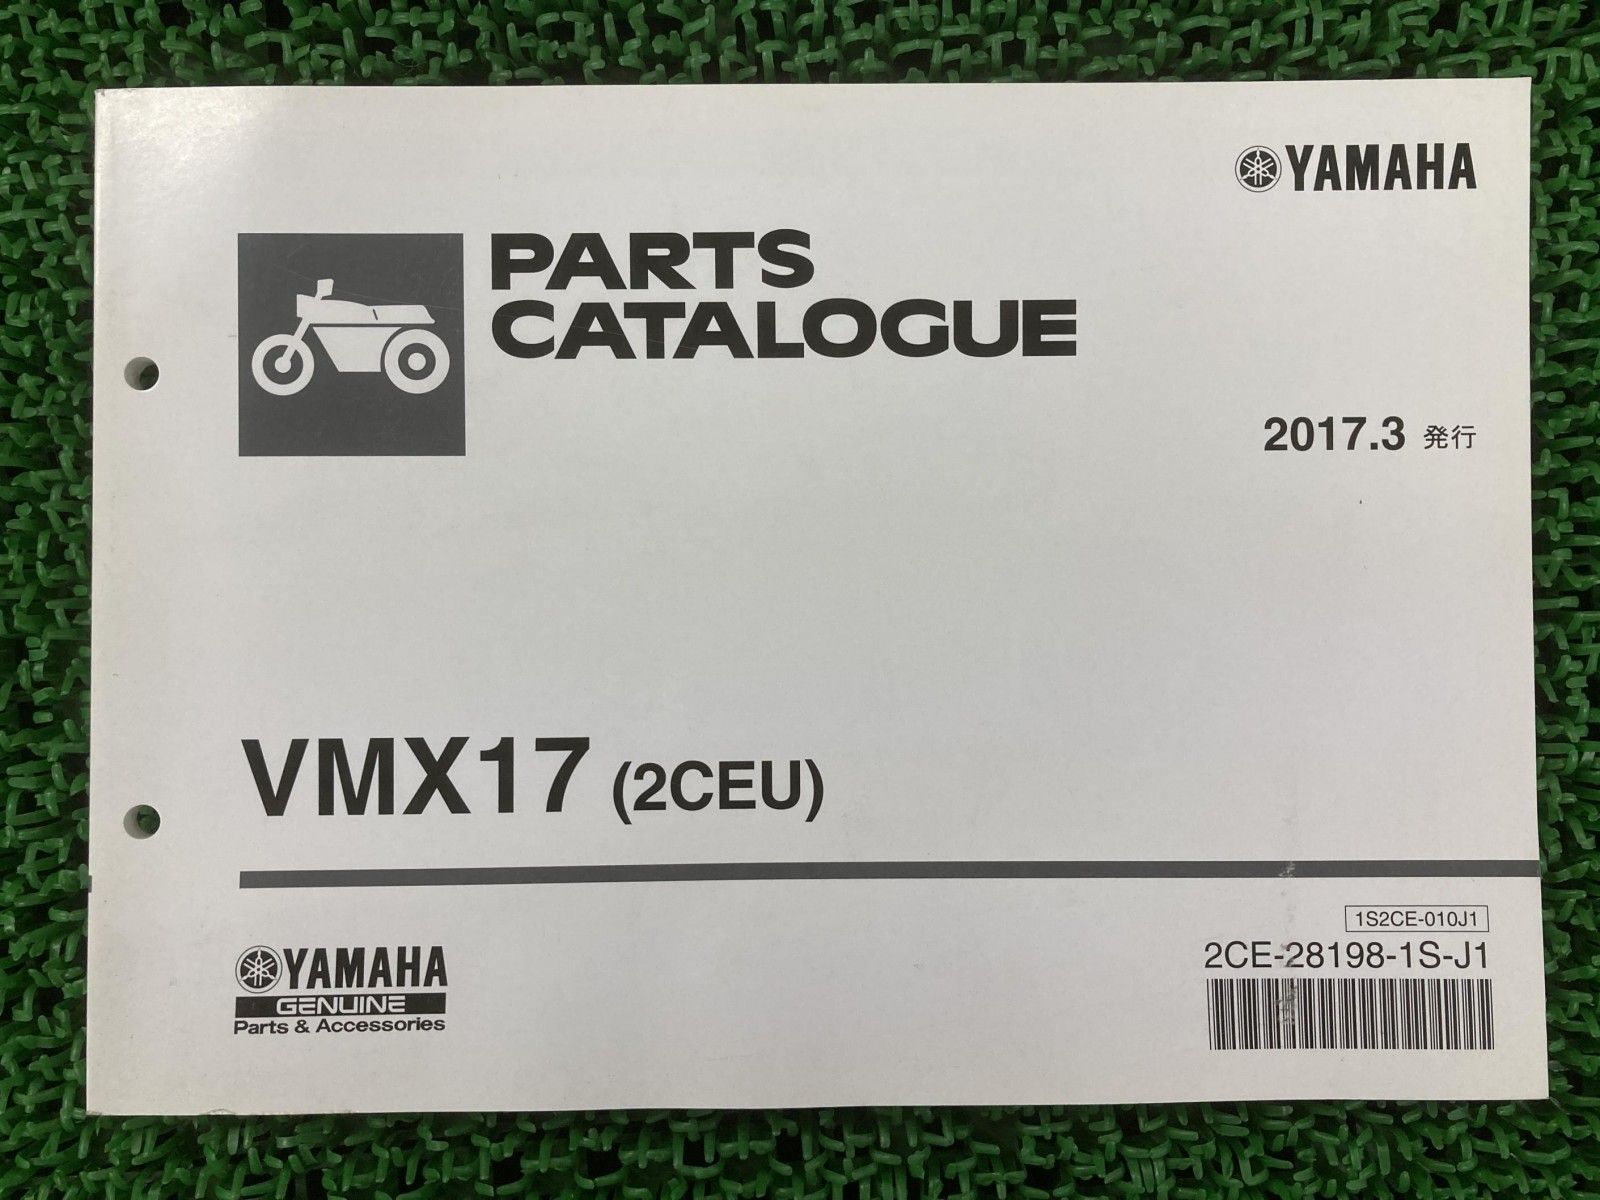 YAMAHA
PARTS
CATALOGUE
2017.3 発行
VMX17 (2CEU)
1S2CE-010J1
2CE-28198-1S-J1
YAMAHA
GENUINE
Parts & Accessories